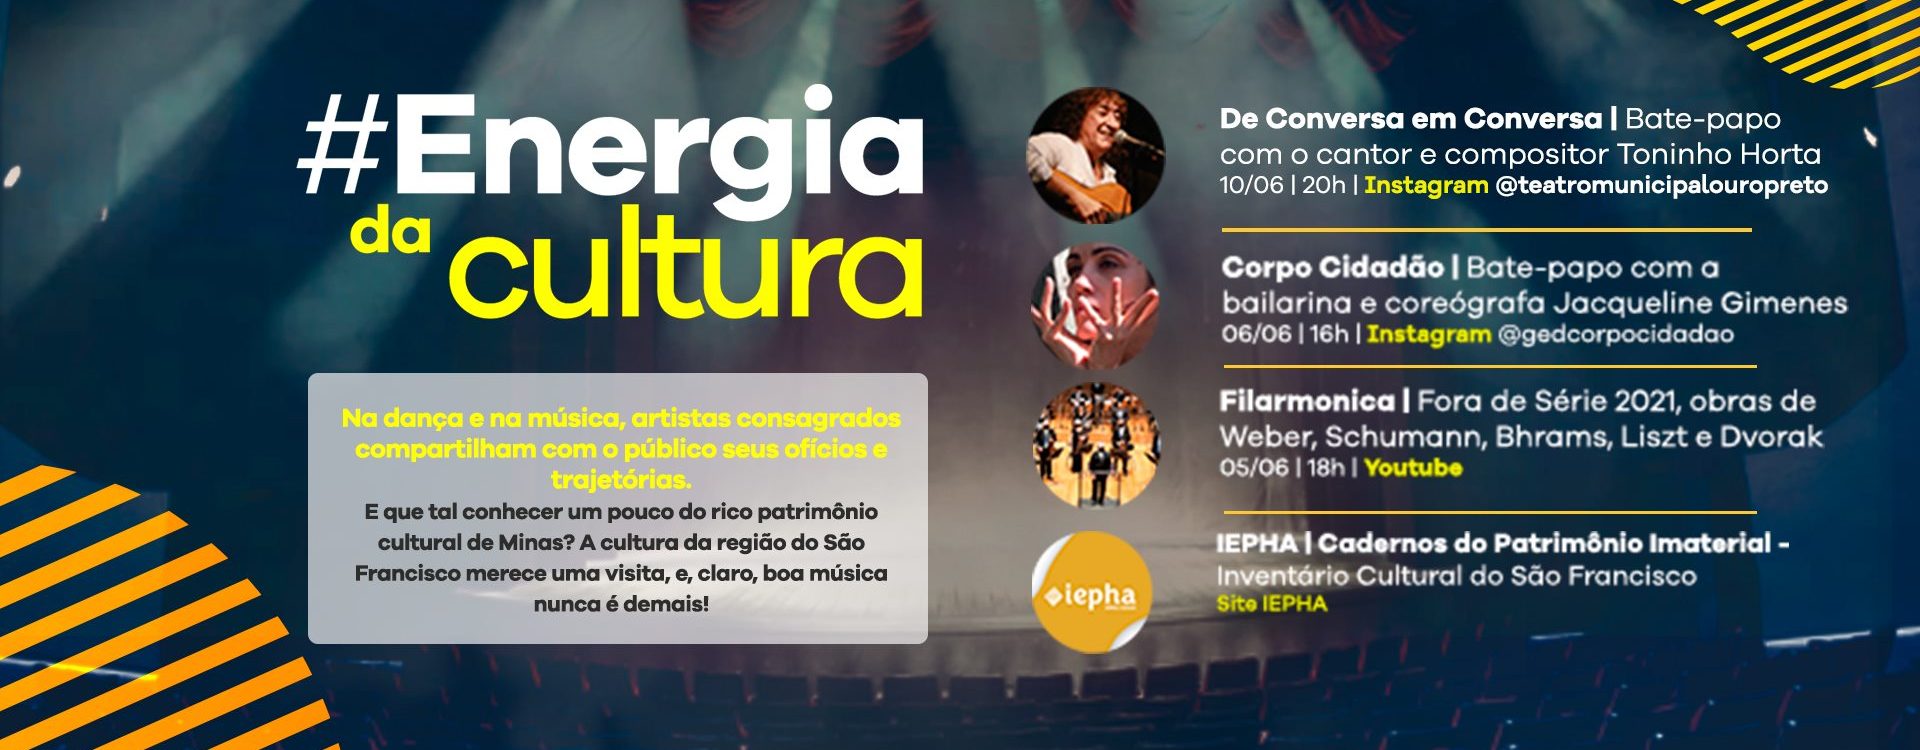 #Energia
da cultura
Na dança e na música, artistas consagrados
compartilham com o público seus ofícios e
trajetórias.
E que tal conhecer um pouco do rico patrimônio
cultural de Minas? A cultura da região do São
Francisco merece uma visita, e, claro, boa música
nunca é demais!
De Conversa em Conversa | Bate-papo
com o cantor e compositor Toninho Horta
10/06 | 20h | Instagram @teatromunicipalouropreto
Corpo Cidadão | Bate-papo com a
bailarina e coreógrafa Jacqueline Gimenes
06/06 | 16h | Instagram @gedcorpocidadao
Filarmonica | Fora de Série 2021, obras de
Weber, Schumann, Bhrams, Liszt e Dvorak
05/06 | 18h | Youtube
iepha
IEPHA | Cadernos do Patrimônio Imaterial -
Inventário Cultural do São Francisco
Site IEPHA